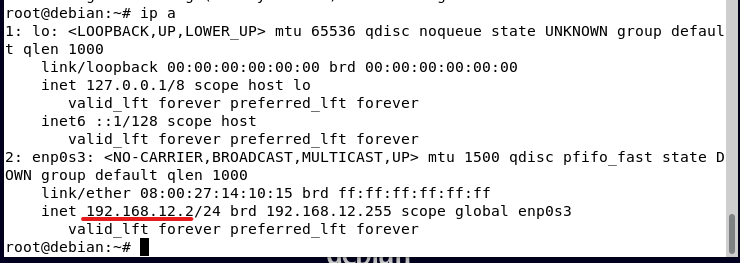 root@debian:~# ip a
1: lo: <LOOPBACK,UP,LOWER_UP> mtu 65536 qdisc noqueue state UNKNOWN group defaul
t qlen 1000
    link/loopback 00:00:00:00:00:00 brd 00:00:00:00:00:00
    inet 127.0.0.1/8 scope host lo
       valid_lft forever preferred_lft forever
    inet6 ::1/128 scope host
       valid_lft forever preferred_lft forever
2: enp0s3: <NO-CARRIER,BROADCAST,MULTICAST,UP> mtu 1500 qdisc pfifo_fast state D
OWN group default qlen 1000
    link/ether 08:00:27:14:10:15 brd ff:ff:ff:ff:ff:ff
    inet 192.168.12.2/24 brd 192.168.12.255 scope global enp0s3
       valid_lft forever preferred_lft forever
root@debian:~#
debian